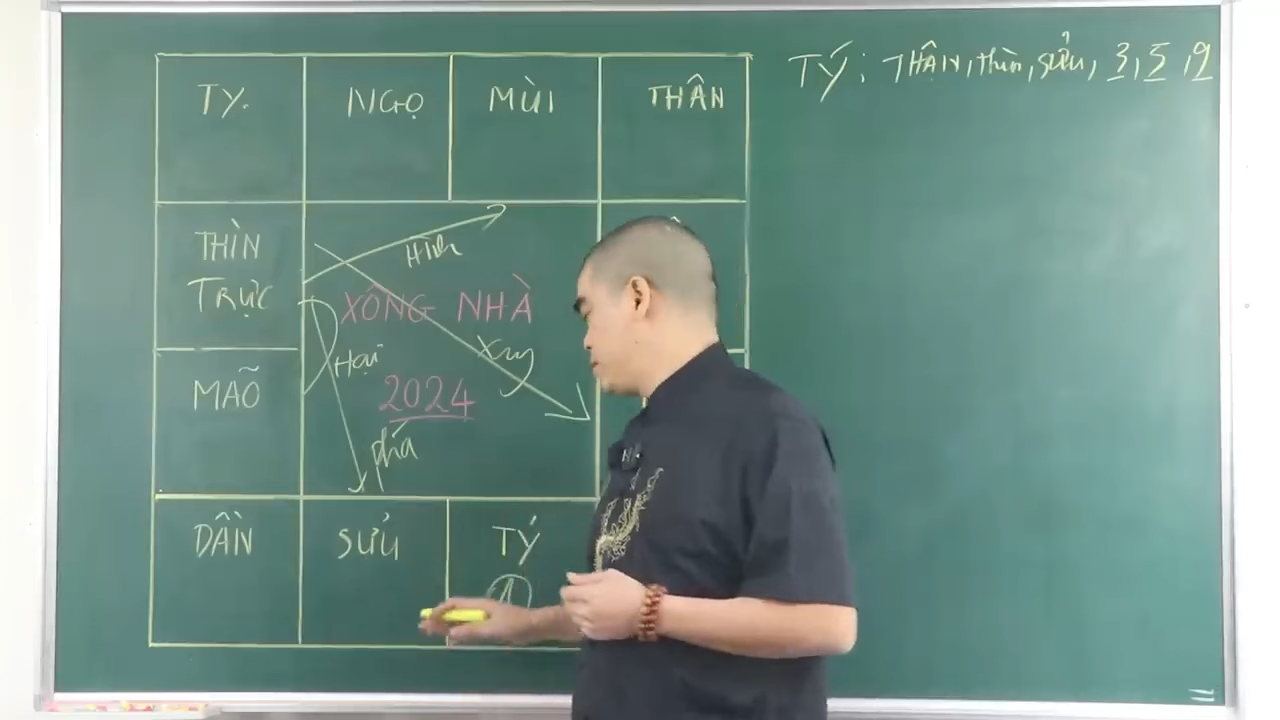 TÝ: THÂN, thìn, sửu, 3, 5, 9
TỴ.
NGỌ
MÙI
THÂN
THÌN
TRỰC
Hình
XÔNG NHÀ
Hại
Xung
MÃO
2024
phá
DẦN
SỬU
TÝ
A